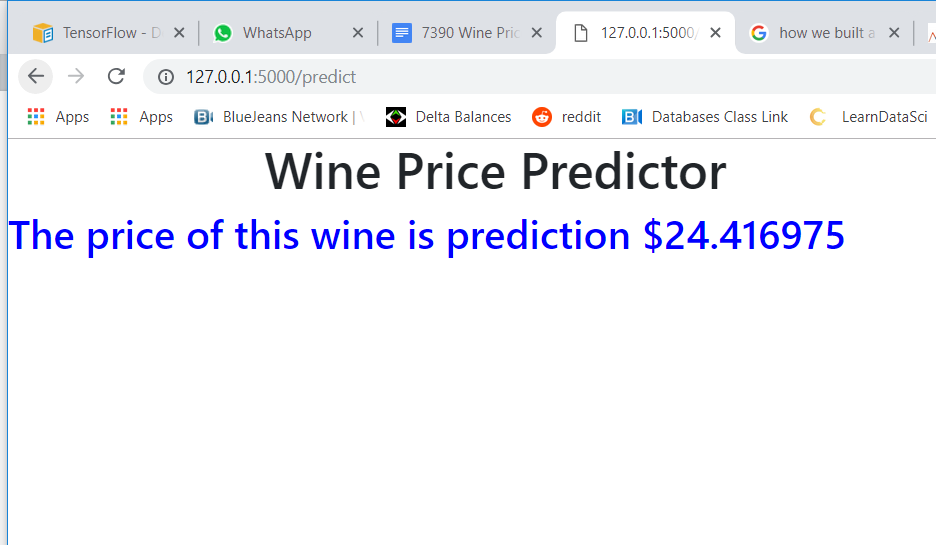 TensorFlow - D
WhatsApp
7390 Wine Pric
127.0.0.1:5000/
how we built a
127.0.0.1:5000/predict
Apps
Apps
BlueJeans Network |
Delta Balances
reddit
Databases Class Link
LearnDataSci
Wine Price Predictor
The price of this wine is prediction $24.416975